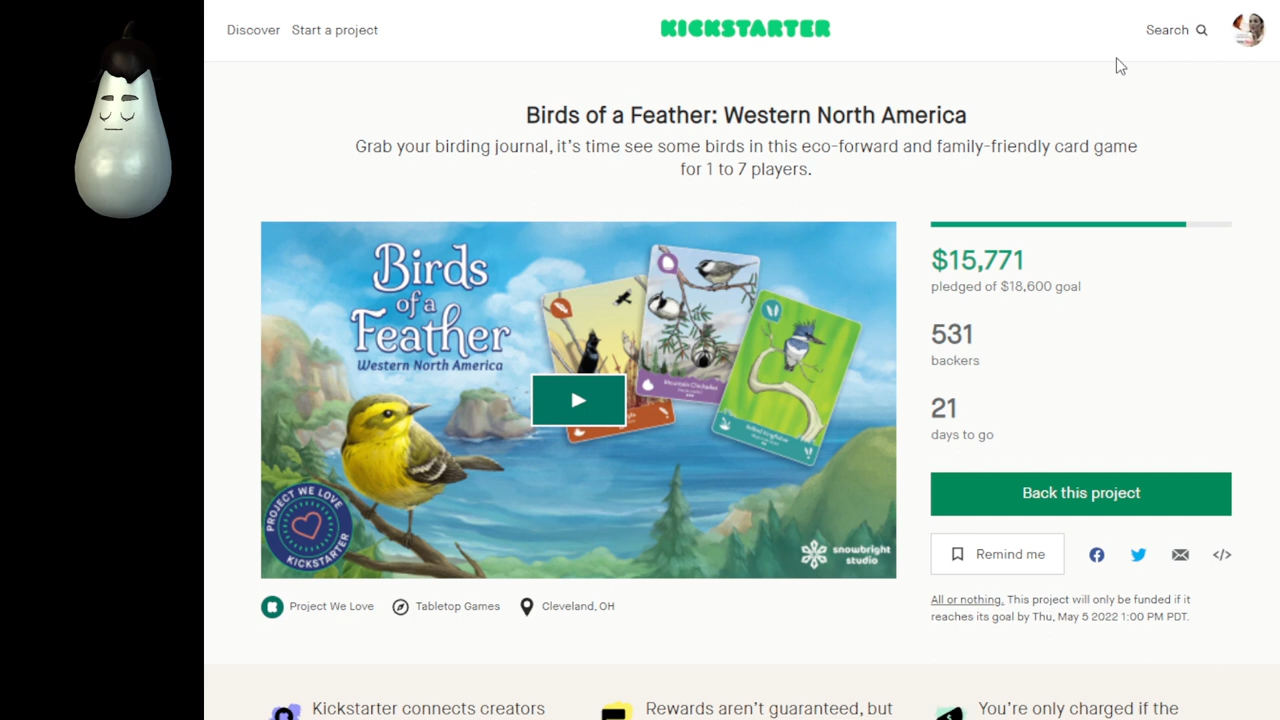 Discover Start a project KICKSTARTER Search
Birds of a Feather: Western North America
Grab your birding journal, it’s time see some birds in this eco-forward and family-friendly card game
for 1 to 7 players.
Birds
of a
Feather
Western North America
Mountain Chickadee
Belted Kingfisher
PROJECT WE LOVE
KICKSTARTER
snowbright
studio
$15,771
pledged of $18,600 goal
531
backers
21
days to go
Back this project
Remind me
</>
All or nothing. This project will only be funded if it
reaches its goal by Thu, May 5 2022 1:00 PM PDT.
Project We Love Tabletop Games Cleveland, OH
Kickstarter connects creators
Rewards aren’t guaranteed, but
You’re only charged if the